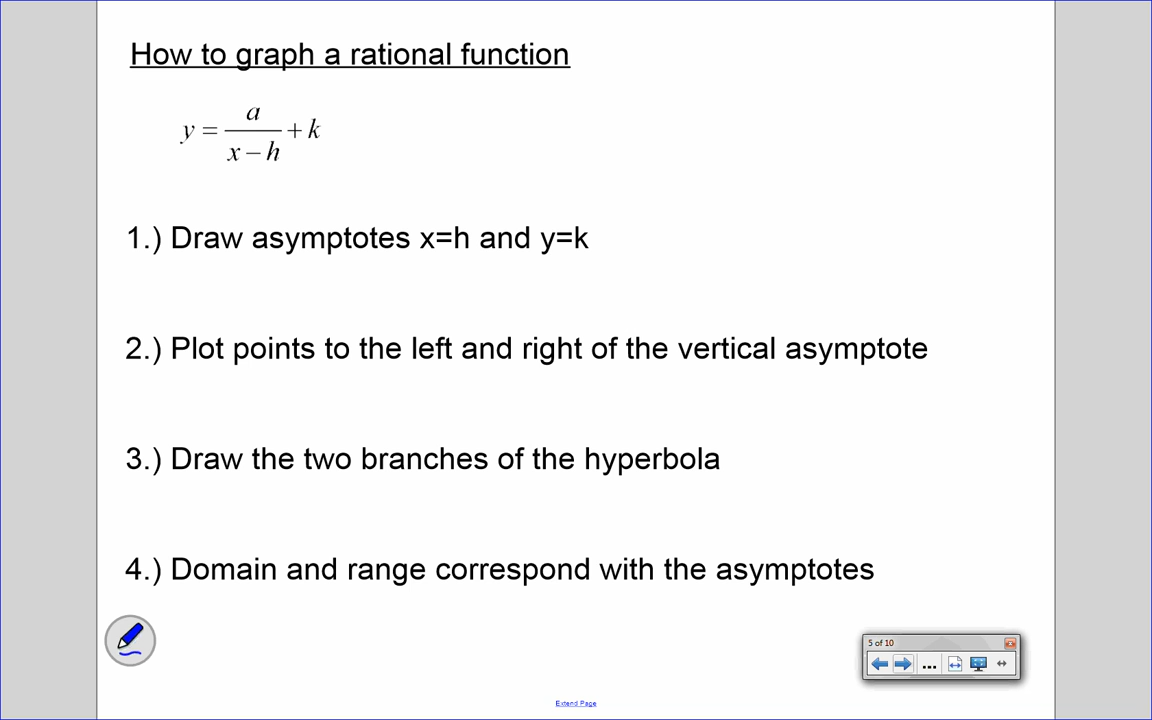 How to graph a rational function
y = a/(x − h) + k
1.) Draw asymptotes x=h and y=k
2.) Plot points to the left and right of the vertical asymptote
3.) Draw the two branches of the hyperbola
4.) Domain and range correspond with the asymptotes
5 of 10
...
Extend Page